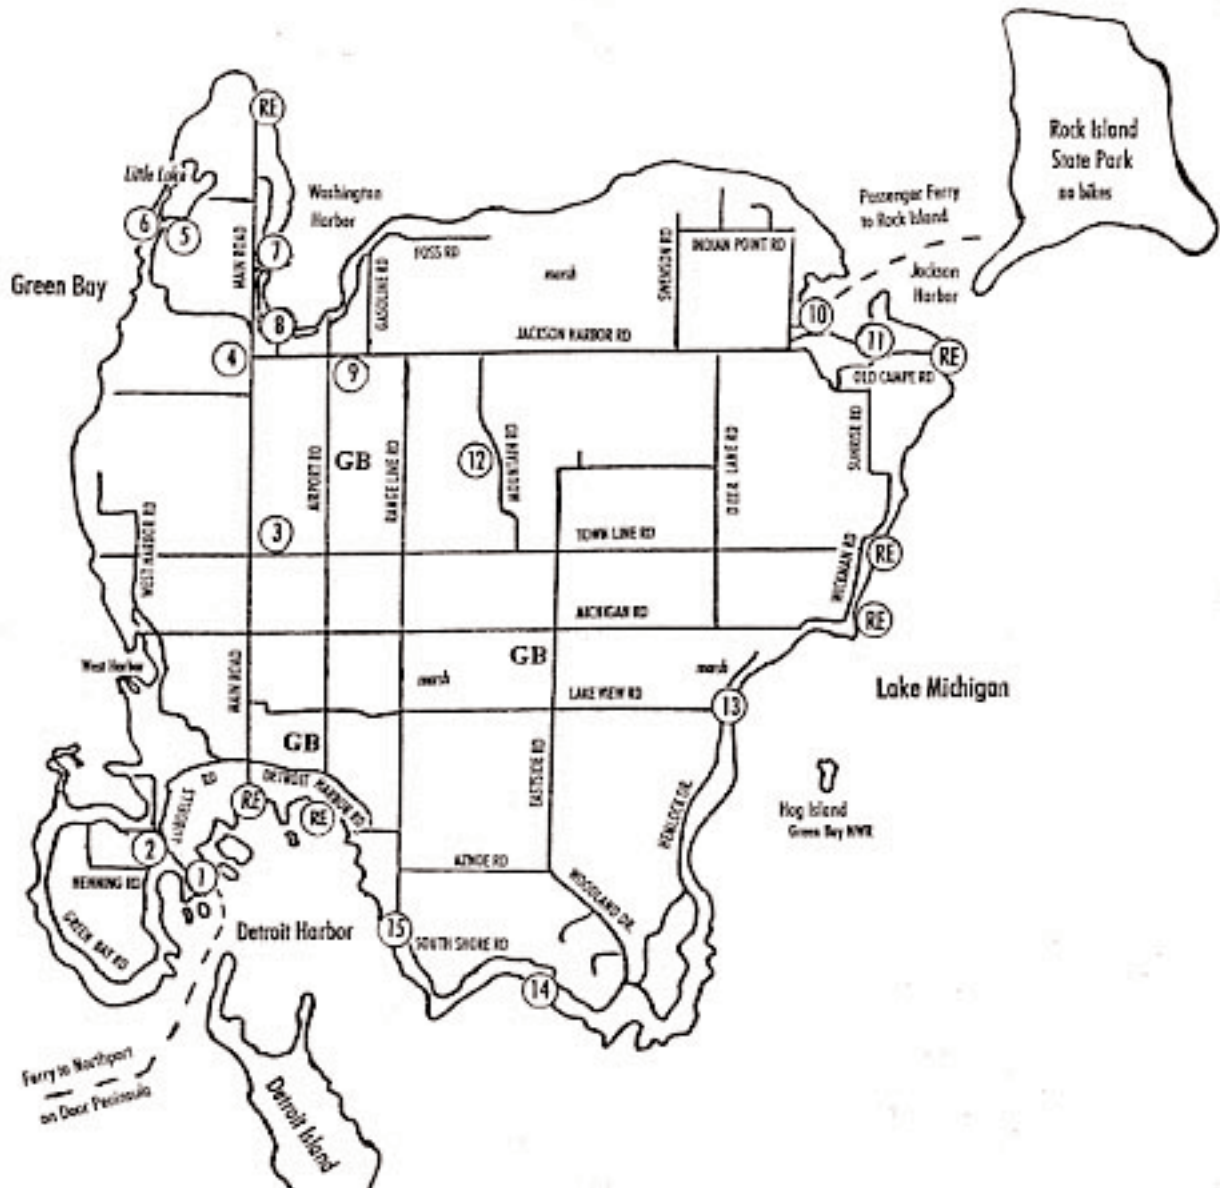 RE
Rock Island
State Park
no bikes
Little Lake
Washington
Harbor
Passenger Ferry
to Rock Island
6
5
7
MAIN ROAD
FOSS RD
GASOLINE RD
marsh
SWENSON RD
INDIAN POINT RD
Jackson
Harbor
Green Bay
8
10
JACKSON HARBOR RD
11
4
9
RE
OLD CAMPE RD
AIRPORT RD
GB
RANGE LINE RD
12
MOUNTAIN RD
DEER LANE RD
SUNRISE RD
3
TOWN LINE RD
WEST HARBOR RD
WICKMAN RD
RE
MICHIGAN RD
RE
West Harbor
MAIN ROAD
marsh
GB
marsh
LAKE VIEW RD
13
Lake Michigan
GB
EASTSIDE RD
HEMLOCK DR.
DETROIT HARBOR RD
RD
RE
RE
Hog Island
Green Bay NWR
2
1
HENNING RD
AZNOE RD
WOODLAND DR.
GREEN BAY RD
Detroit Harbor
15
SOUTH SHORE RD
14
Ferry to Northport
on Door Peninsula
Detroit Island